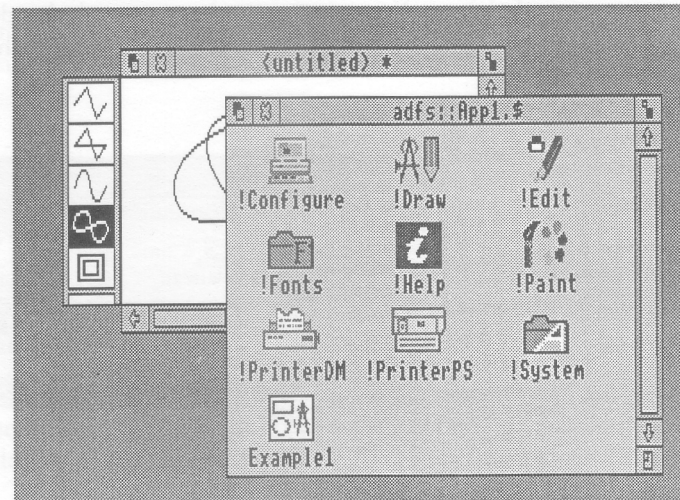 <untitled> *
adfs::App1.$
!Configure !Draw !Edit
!Fonts !Help !Paint
!PrinterDM !PrinterPS !System
Example1